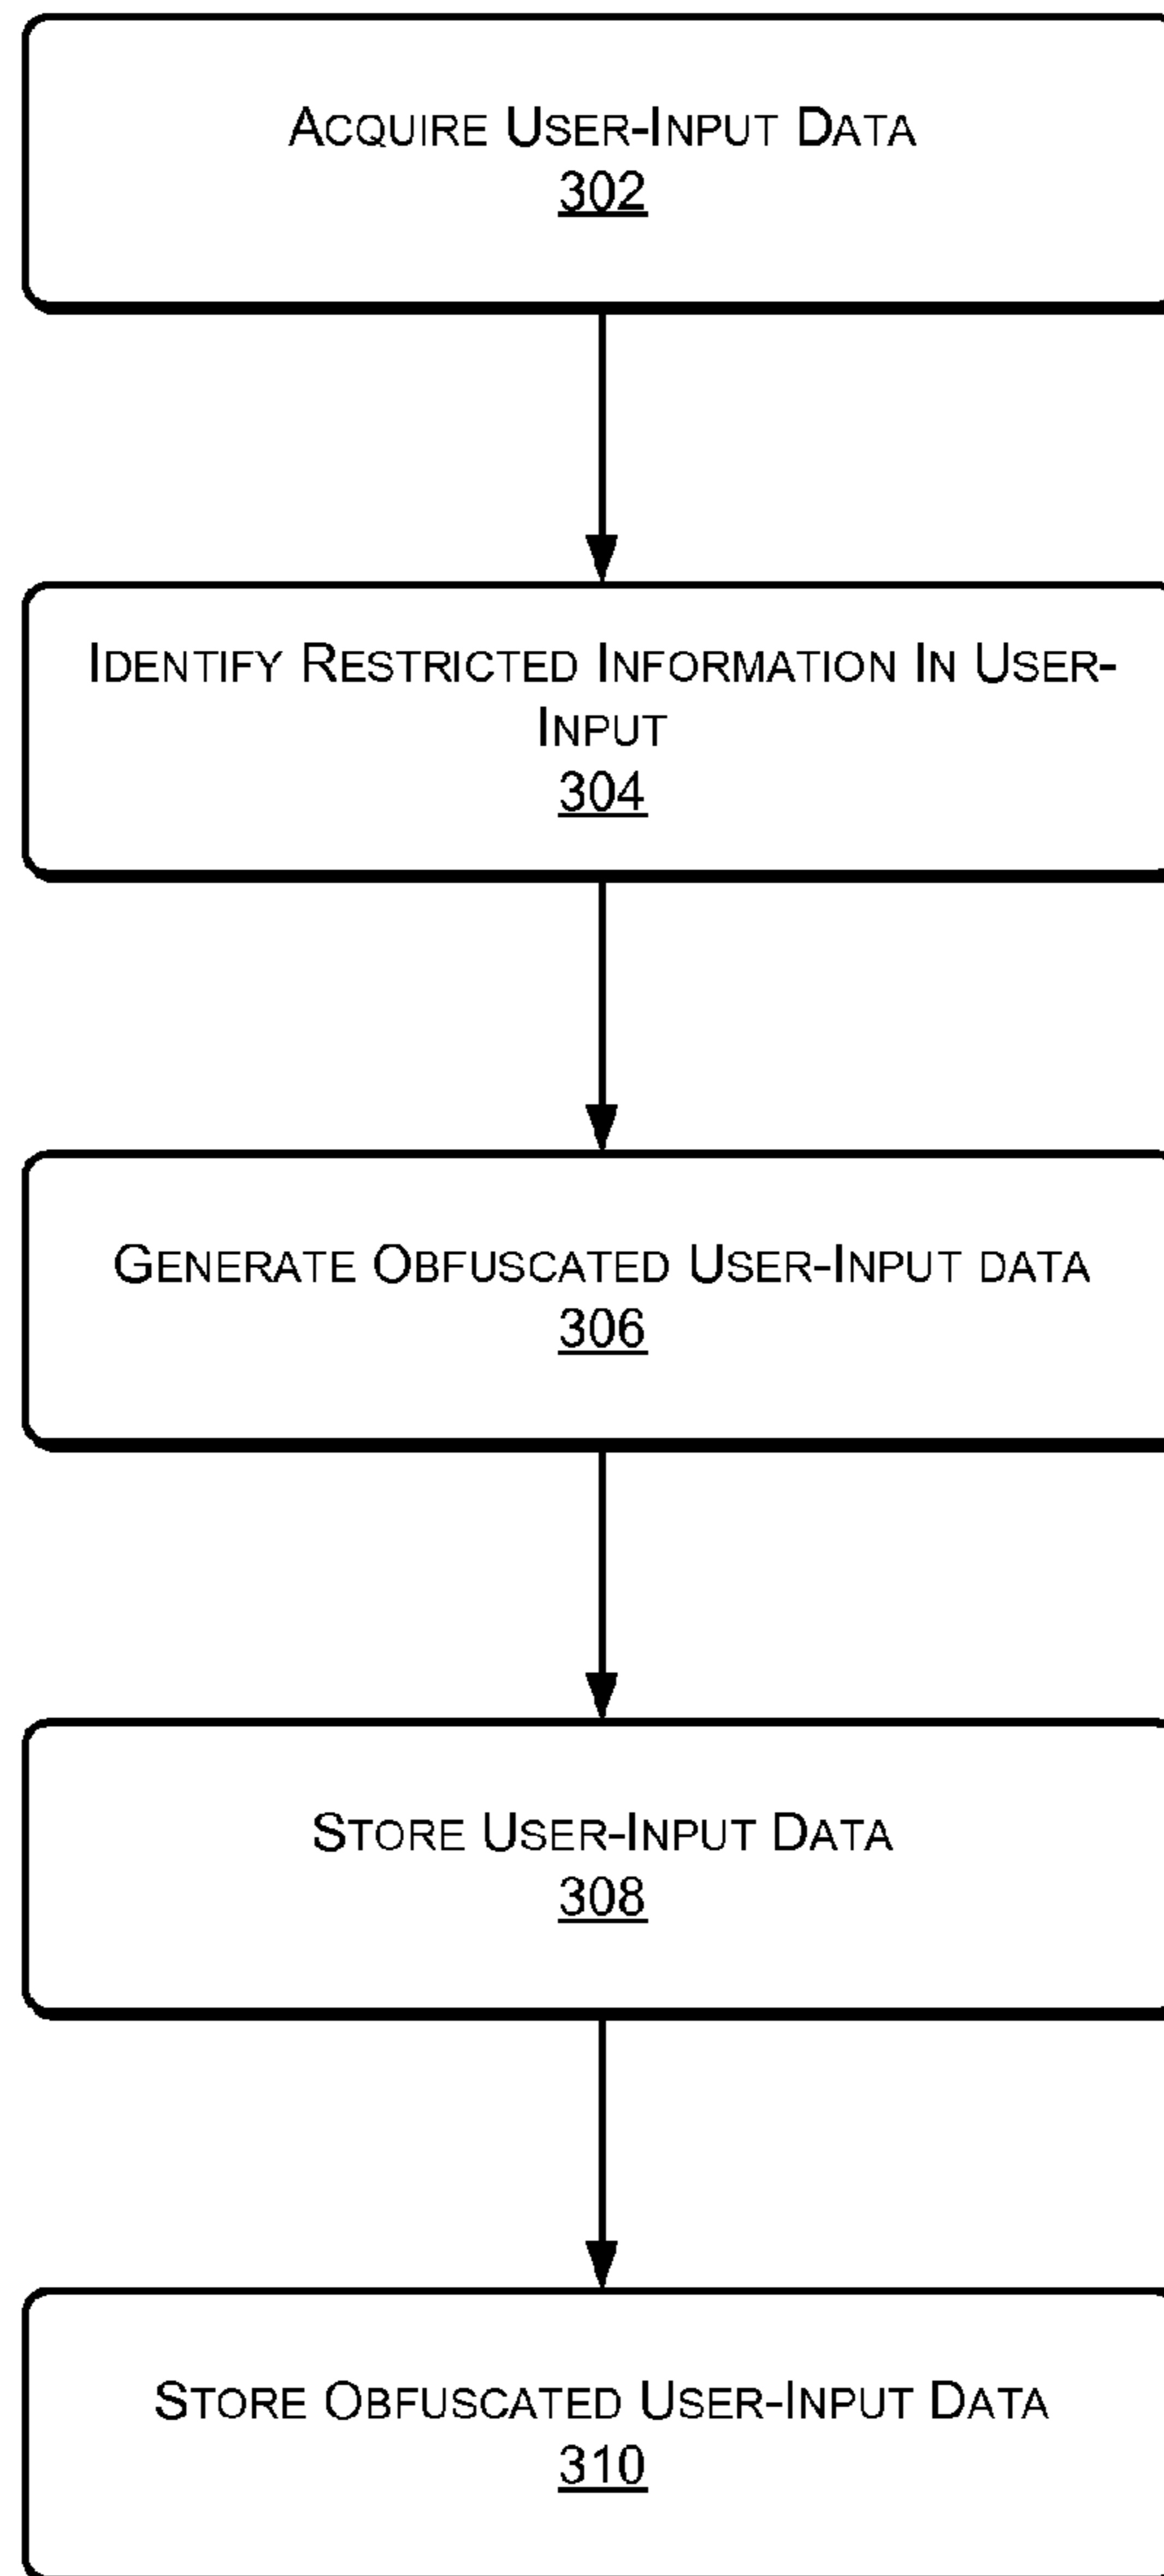 ACQUIRE USER-INPUT DATA
302
IDENTIFY RESTRICTED INFORMATION IN USER-
INPUT
304
GENERATE OBFUSCATED USER-INPUT DATA
306
STORE USER-INPUT DATA
308
STORE OBFUSCATED USER-INPUT DATA
310